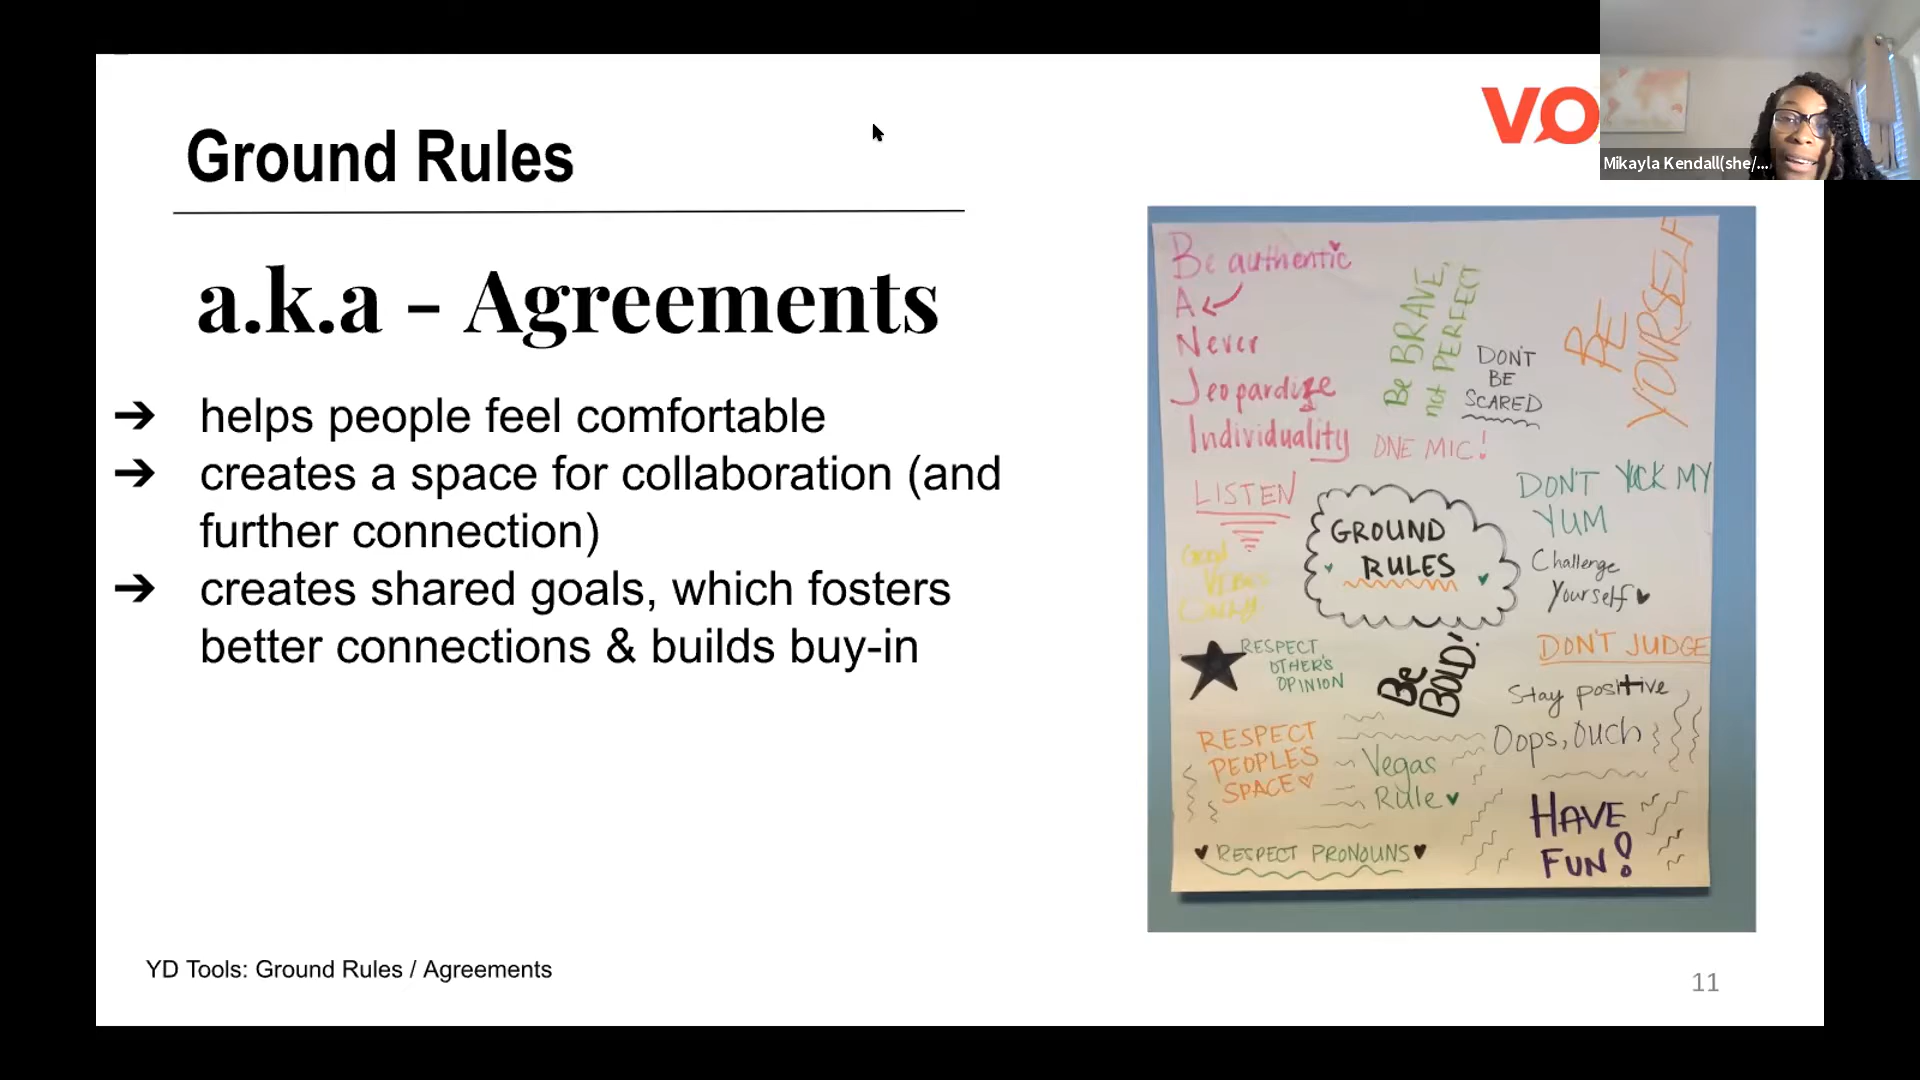 VO
Mikayla Kendall(she/...
Ground Rules
a.k.a - Agreements
➔ helps people feel comfortable
➔ creates a space for collaboration (and
further connection)
➔ creates shared goals, which fosters
better connections & builds buy-in
Be authentic
A
Never
Jeopardize
Individuality
Be BRAVE,
not PERFECT
DON'T
BE
SCARED
BE
YOURSELF
ONE MIC!
LISTEN
DON'T YUCK MY
YUM
GROUND
RULES
Good
VIBES
Only
Challenge
Yourself
RESPECT
OTHER'S
OPINION
Be
BOLD!
DON'T JUDGE
Stay positive
Oops, Ouch
RESPECT
PEOPLE'S
SPACE
Vegas
Rule
HAVE
FUN!
RESPECT PRONOUNS
YD Tools: Ground Rules / Agreements
11